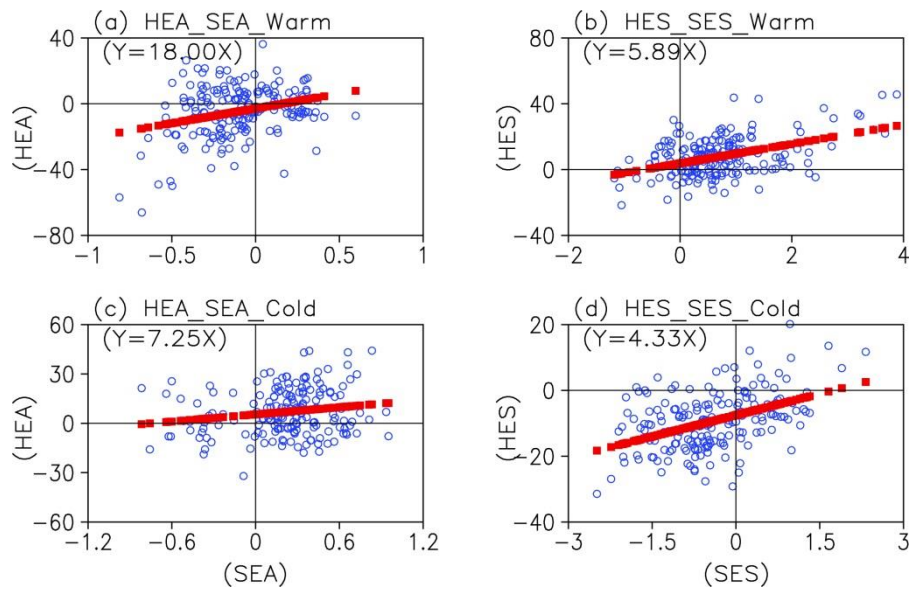 (a) HEA_SEA_Warm
(Y=18.00X)
40
0
-40
-80
(HEA)
-1
-0.5
0
0.5
1
(b) HES_SES_Warm
(Y=5.89X)
80
40
0
-40
(HES)
-2
0
2
4
(c) HEA_SEA_Cold
(Y=7.25X)
60
30
0
-30
-60
(HEA)
-1.2
-0.6
0
0.6
1.2
(SEA)
(d) HES_SES_Cold
(Y=4.33X)
20
0
-20
-40
(HES)
-3
-1.5
0
1.5
3
(SES)